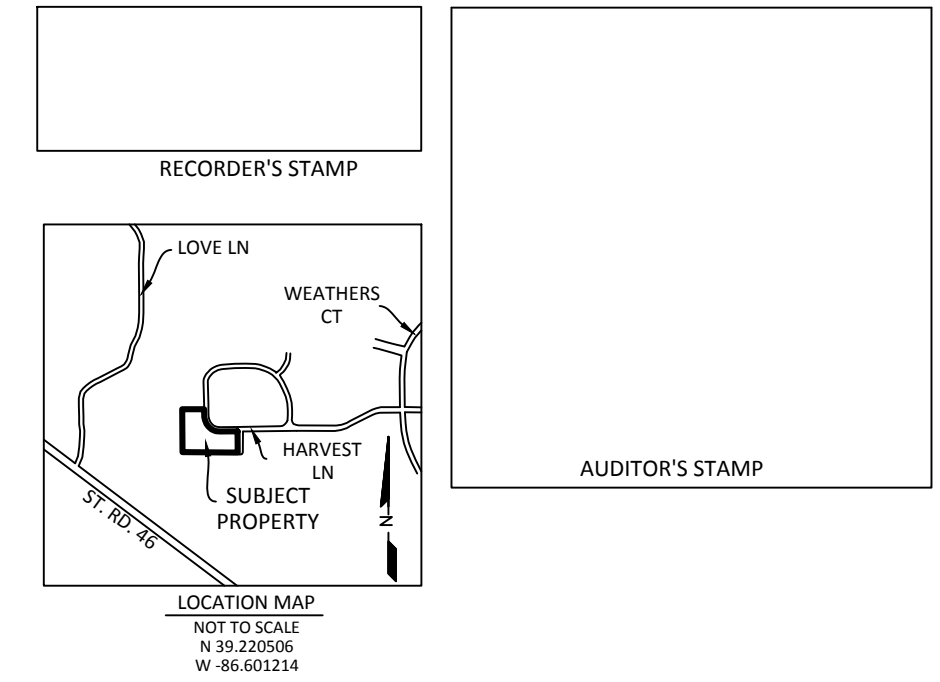 RECORDER'S STAMP
AUDITOR'S STAMP
LOVE LN
WEATHERS
CT
HARVEST
LN
SUBJECT
PROPERTY
ST. RD. 46
N
LOCATION MAP
NOT TO SCALE
N 39.220506
W -86.601214